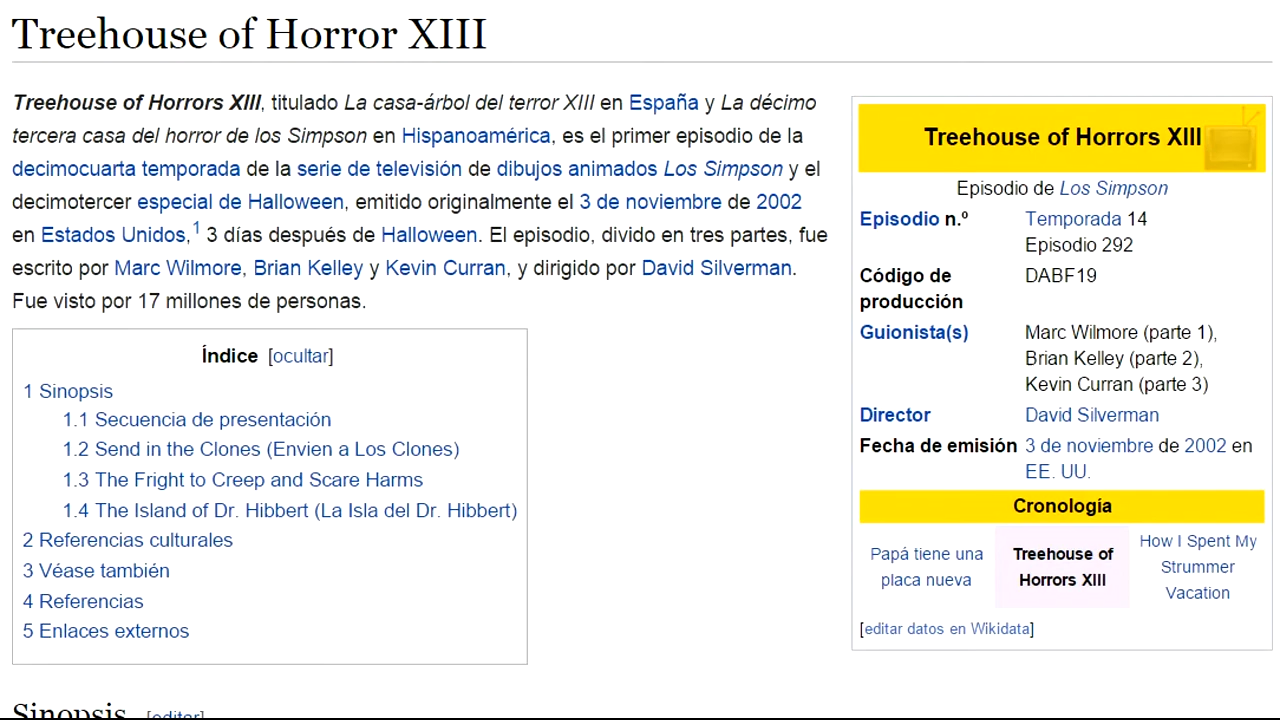 Treehouse of Horror XIII
Treehouse of Horrors XIII, titulado La casa-árbol del terror XIII en España y La décimo
tercera casa del horror de los Simpson en Hispanoamérica, es el primer episodio de la
decimocuarta temporada de la serie de televisión de dibujos animados Los Simpson y el
decimotercer especial de Halloween, emitido originalmente el 3 de noviembre de 2002
en Estados Unidos,1 3 días después de Halloween. El episodio, divido en tres partes, fue
escrito por Marc Wilmore, Brian Kelley y Kevin Curran, y dirigido por David Silverman.
Fue visto por 17 millones de personas.
Índice [ocultar]
1 Sinopsis
1.1 Secuencia de presentación
1.2 Send in the Clones (Envien a Los Clones)
1.3 The Fright to Creep and Scare Harms
1.4 The Island of Dr. Hibbert (La Isla del Dr. Hibbert)
2 Referencias culturales
3 Véase también
4 Referencias
5 Enlaces externos
Sinopsis [editar]
Treehouse of Horrors XIII
Episodio de Los Simpson
Episodio n.º Temporada 14
Episodio 292
Código de DABF19
producción
Guionista(s) Marc Wilmore (parte 1),
Brian Kelley (parte 2),
Kevin Curran (parte 3)
Director David Silverman
Fecha de emisión 3 de noviembre de 2002 en
EE. UU.
Cronología
Papá tiene una
placa nueva
Treehouse of
Horrors XIII
How I Spent My
Strummer
Vacation
[editar datos en Wikidata]